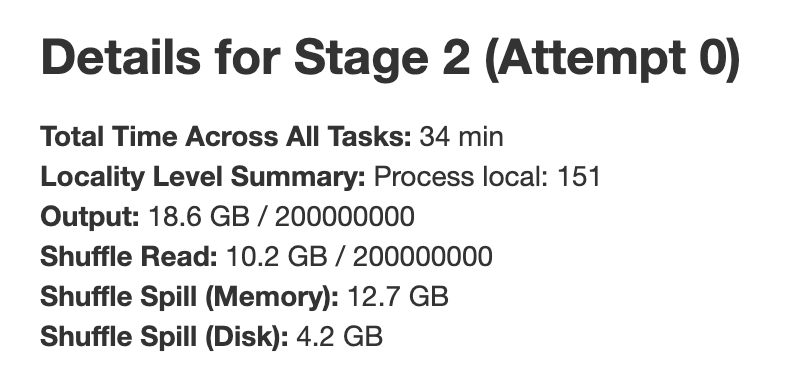 Details for Stage 2 (Attempt 0)
Total Time Across All Tasks: 34 min
Locality Level Summary: Process local: 151
Output: 18.6 GB / 200000000
Shuffle Read: 10.2 GB / 200000000
Shuffle Spill (Memory): 12.7 GB
Shuffle Spill (Disk): 4.2 GB